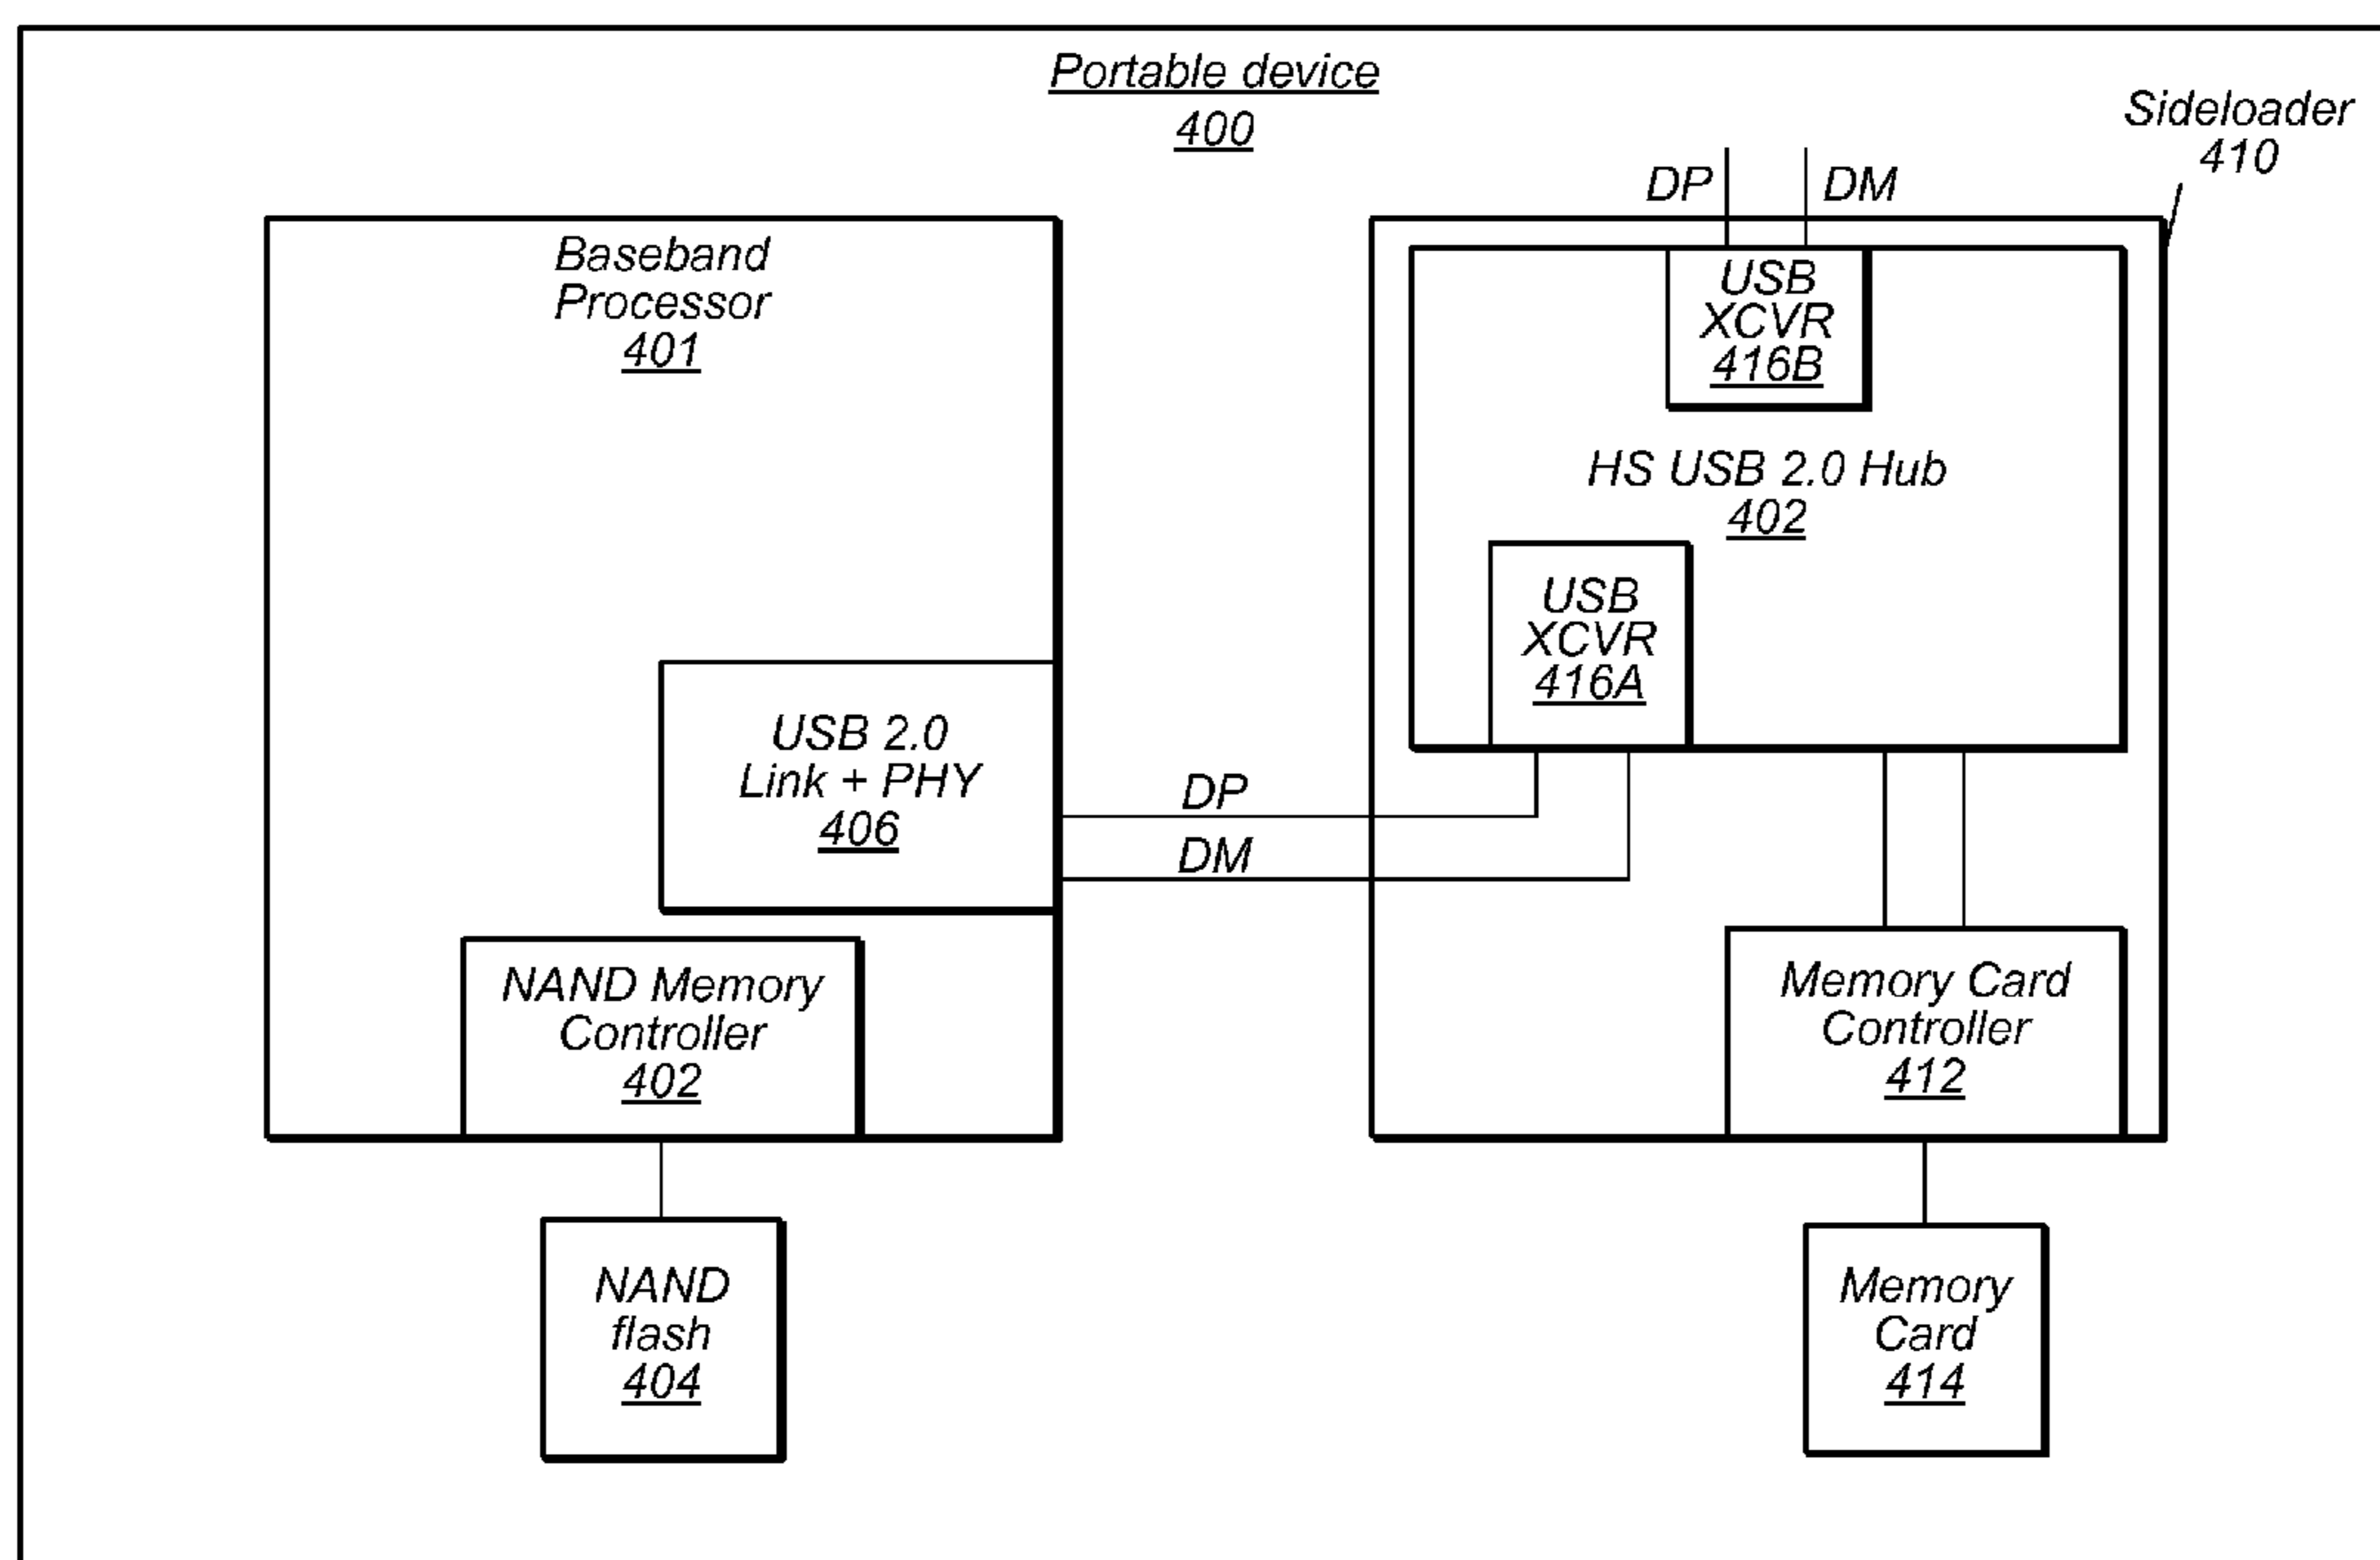 Portable device
400
Sideloader
410
DP
DM
Baseband
Processor
401
USB
XCVR
416B
HS USB 2.0 Hub
402
USB
XCVR
416A
USB 2.0
Link + PHY
406
DP
DM
NAND Memory
Controller
402
Memory Card
Controller
412
NAND
flash
404
Memory
Card
414